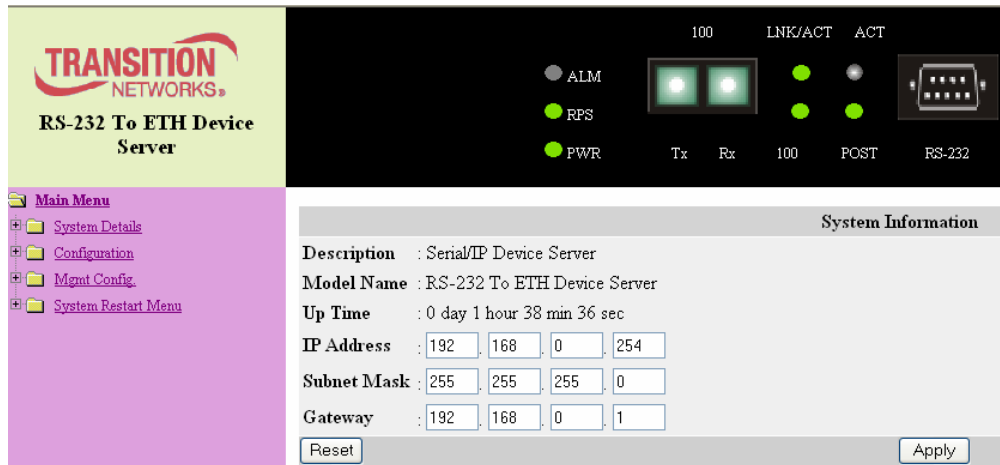 TRANSITION
NETWORKS®
RS-232 To ETH Device
Server
100 LNK/ACT ACT
ALM
RPS
PWR
Tx Rx 100 POST RS-232
Main Menu
System Details
Configuration
Mgmt Config.
System Restart Menu
System Information
Description : Serial/IP Device Server
Model Name : RS-232 To ETH Device Server
Up Time : 0 day 1 hour 38 min 36 sec
IP Address : 192 . 168 . 0 . 254
Subnet Mask : 255 . 255 . 255 . 0
Gateway : 192 . 168 . 0 . 1
Reset Apply